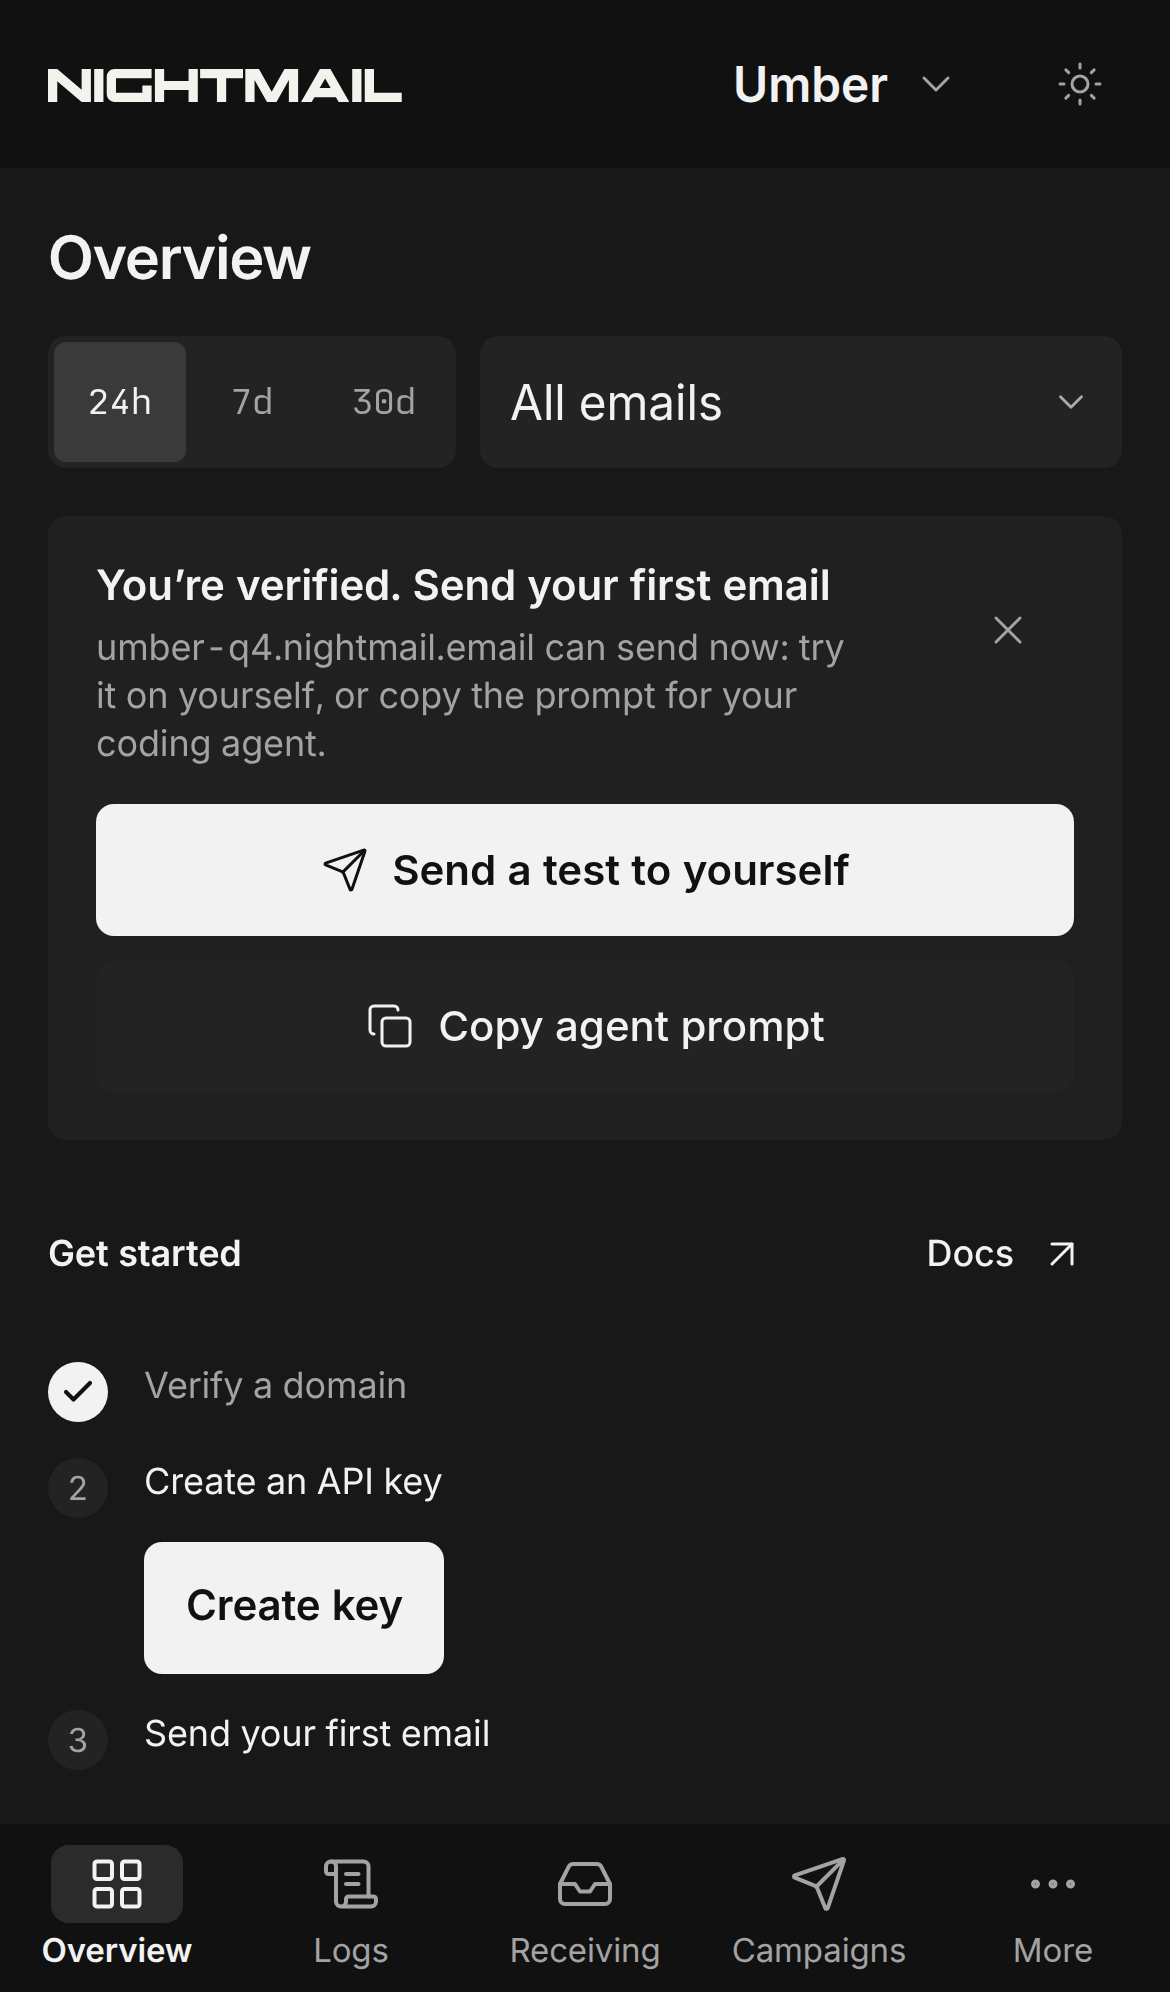 NIGHTMAIL
Umber
Overview
24h
7d
30d
All emails
You’re verified. Send your first email
umber-q4.nightmail.email can send now: try
it on yourself, or copy the prompt for your
coding agent.
Send a test to yourself
Copy agent prompt
Get started
Docs
Verify a domain
2
Create an API key
Create key
3
Send your first email
Overview
Logs
Receiving
Campaigns
More